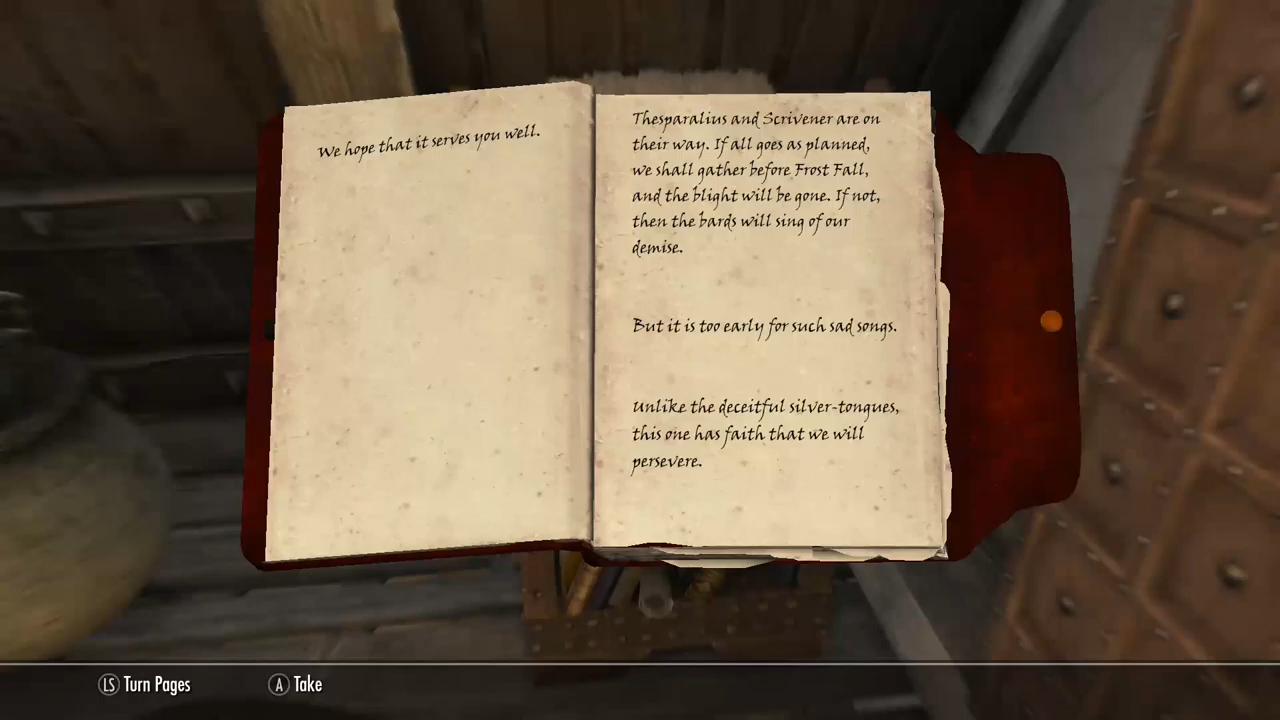 We hope that it serves you well.
Thesparalius and Scrivener are on
their way. If all goes as planned,
we shall gather before Frost Fall,
and the blight will be gone. If not,
then the bards will sing of our
demise.
But it is too early for such sad songs.
Unlike the deceitful silver-tongues,
this one has faith that we will
persevere.
LS Turn Pages
A Take